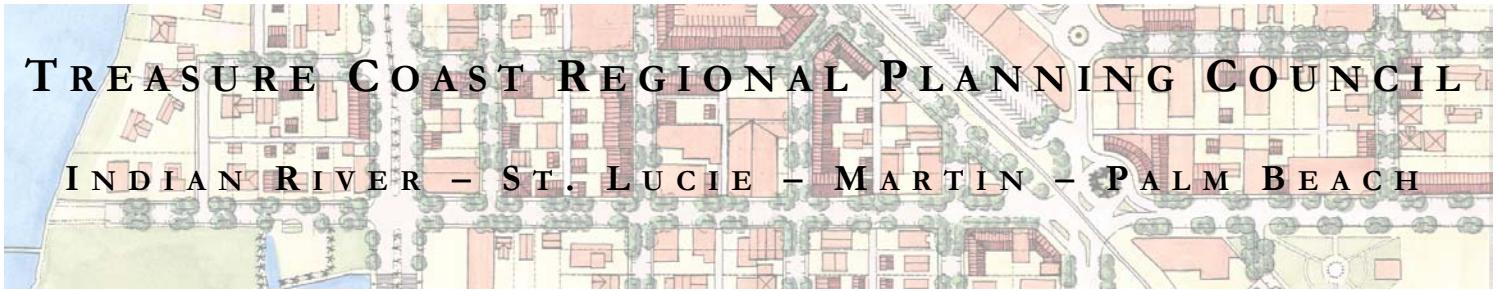 TREASURE COAST REGIONAL PLANNING COUNCIL
INDIAN RIVER – ST. LUCIE – MARTIN – PALM BEACH